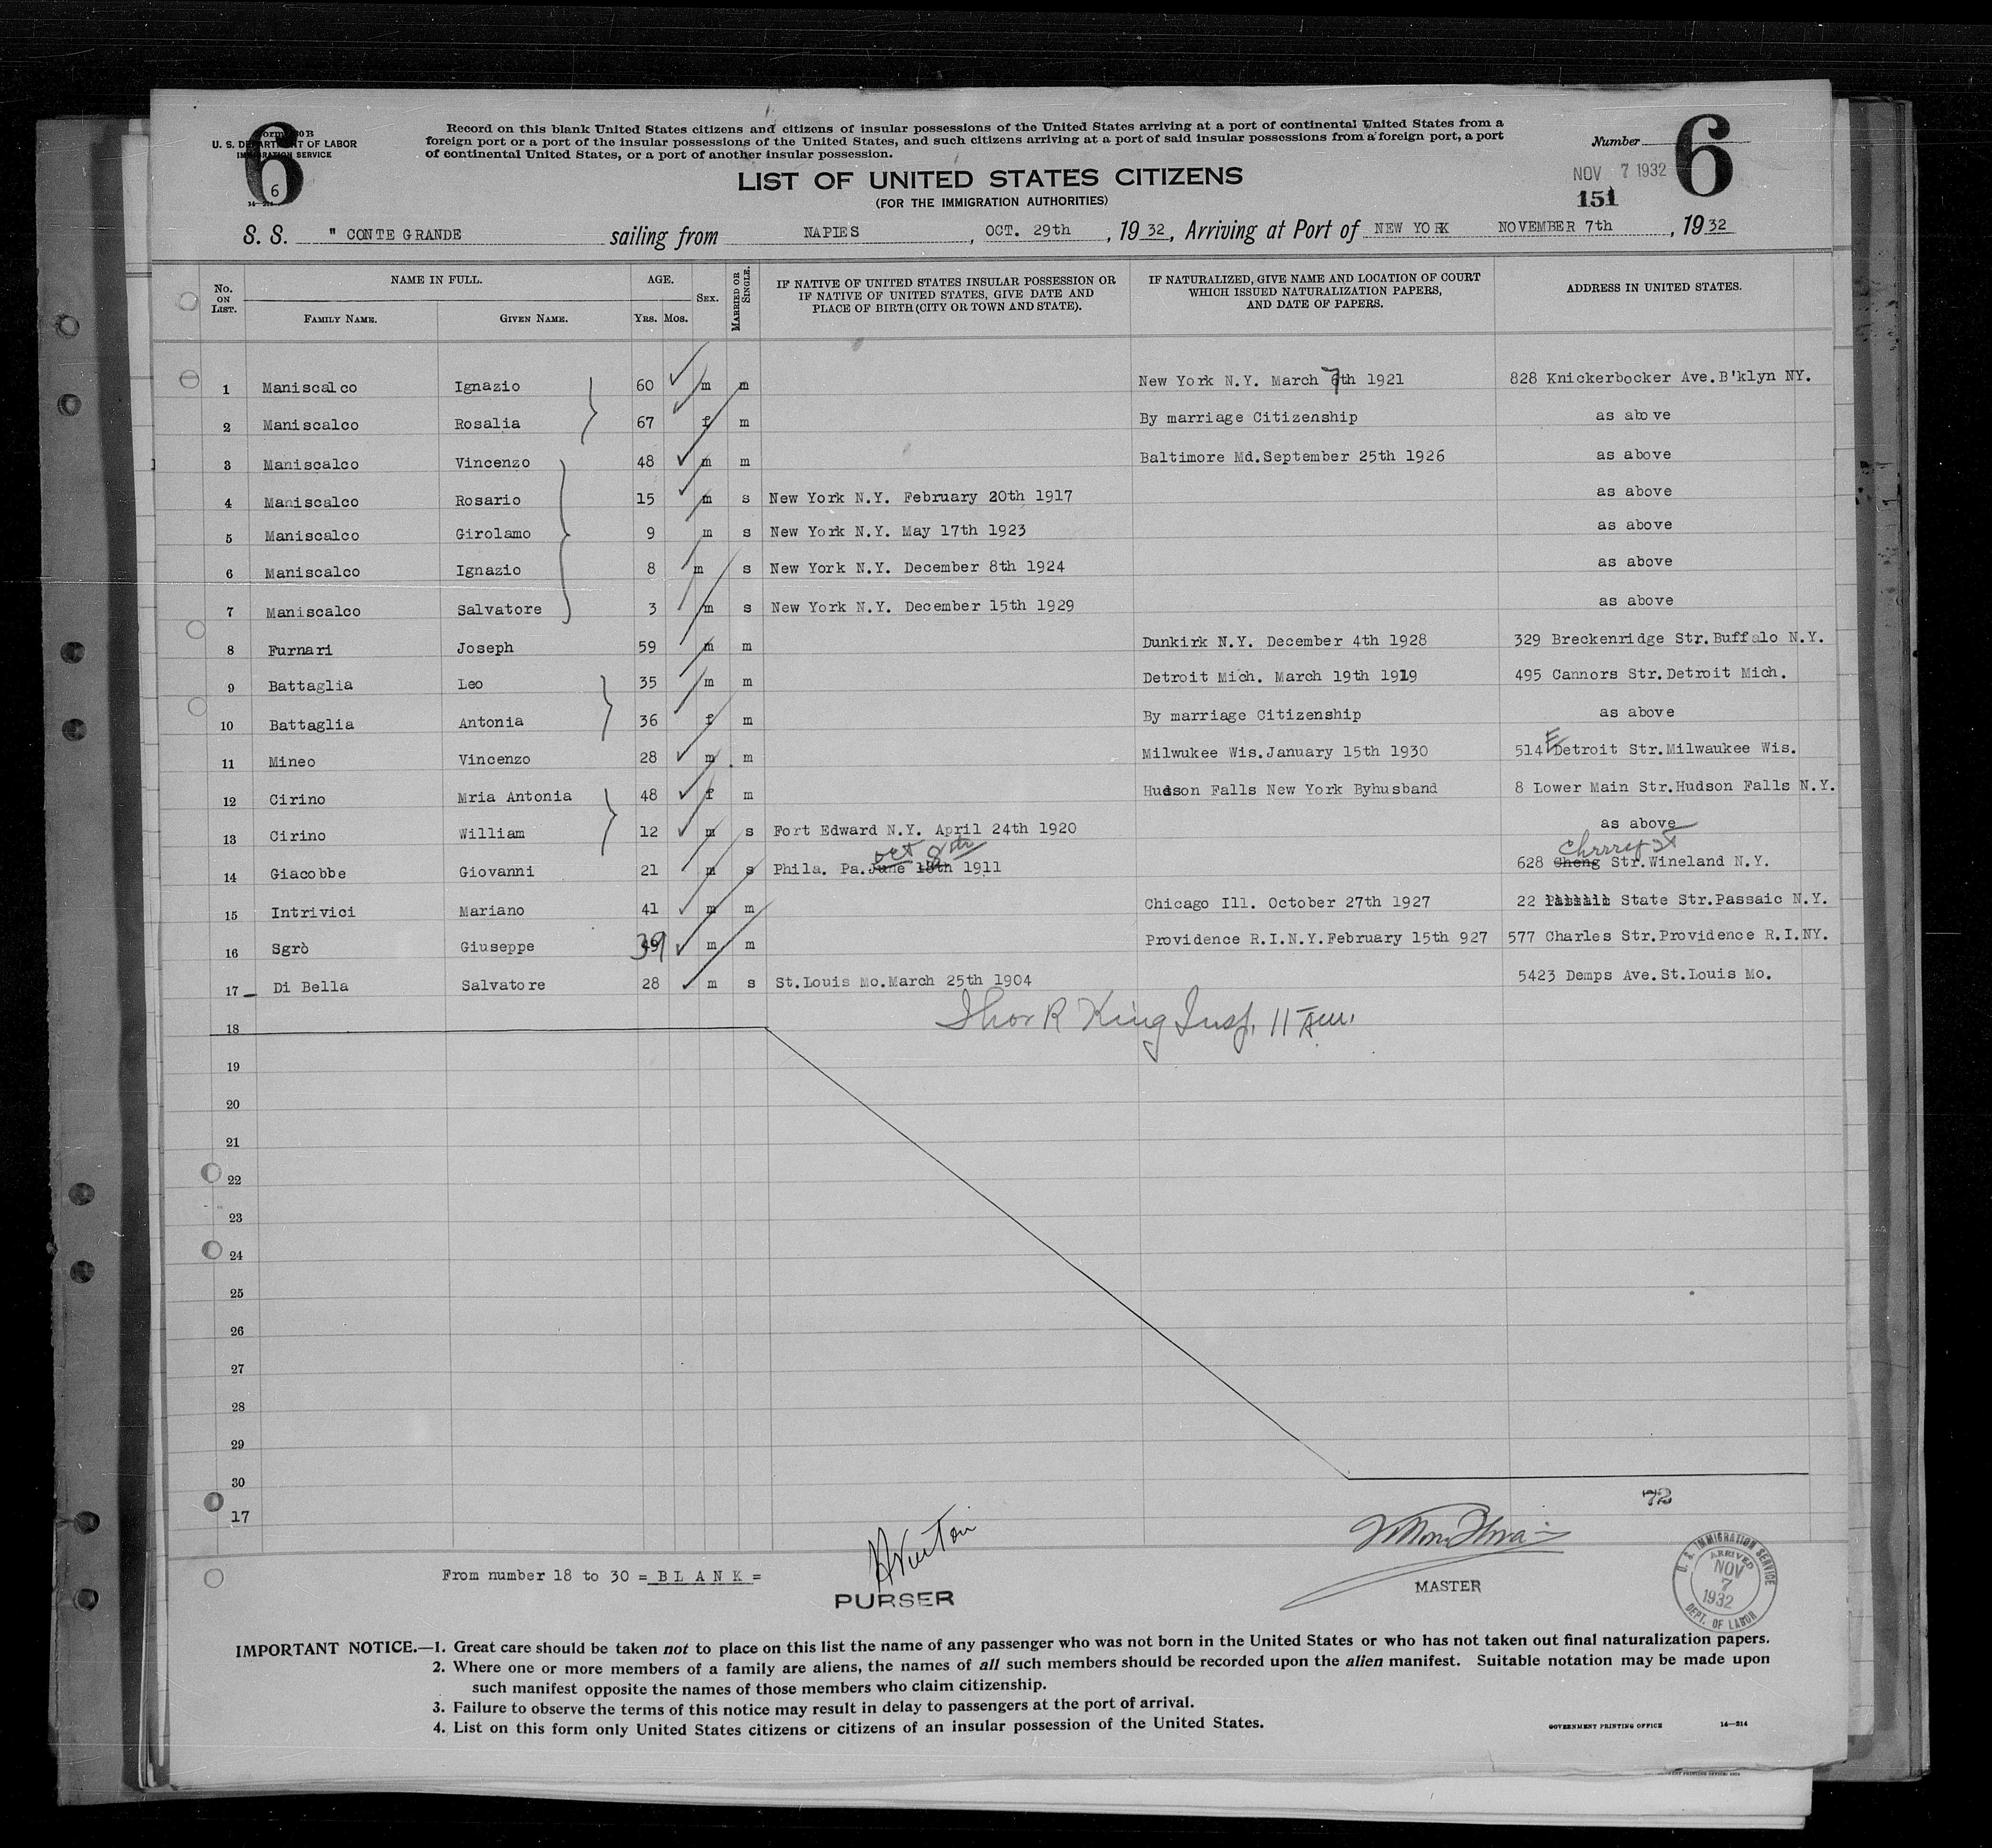 Form 630B
U. S. DEPARTMENT OF LABOR
IMMIGRATION SERVICE
6
6
Record on this blank United States citizens and citizens of insular possessions of the United States arriving at a port of continental United States from a
foreign port or a port of the insular possessions of the United States, and such citizens arriving at a port of said insular possessions from a foreign port, a port
of continental United States, or a port of another insular possession.
Number 6
NOV 7 1932
151
LIST OF UNITED STATES CITIZENS
(FOR THE IMMIGRATION AUTHORITIES)
S. S. " CONTE GRANDE sailing from NAPIES, OCT. 29th, 1932, Arriving at Port of NEW YORK NOVEMBER 7th, 1932
No. ON LIST. NAME IN FULL. FAMILY NAME. GIVEN NAME. AGE. YRS. MOS. SEX. MARRIED OR SINGLE. IF NATIVE OF UNITED STATES INSULAR POSSESSION OR IF NATIVE OF UNITED STATES, GIVE DATE AND PLACE OF BIRTH (CITY OR TOWN AND STATE). IF NATURALIZED, GIVE NAME AND LOCATION OF COURT WHICH ISSUED NATURALIZATION PAPERS, AND DATE OF PAPERS. ADDRESS IN UNITED STATES.
1 Maniscalco Ignazio 60 m m New York N.Y. March 7th 1921 828 Knickerbocker Ave.B'klyn NY.
2 Maniscalco Rosalia 67 f m By marriage Citizenship as above
3 Maniscalco Vincenzo 48 m m Baltimore Md.September 25th 1926 as above
4 Maniscalco Rosario 15 m s New York N.Y. February 20th 1917 as above
5 Maniscalco Girolamo 9 m s New York N.Y. May 17th 1923 as above
6 Maniscalco Ignazio 8 m s New York N.Y. December 8th 1924 as above
7 Maniscalco Salvatore 3 m s New York N.Y. December 15th 1929 as above
8 Furnari Joseph 59 m m Dunkirk N.Y. December 4th 1928 329 Breckenridge Str.Buffalo N.Y.
9 Battaglia Leo 35 m m Detroit Mich. March 19th 1919 495 Cannors Str.Detroit Mich.
10 Battaglia Antonia 36 f m By marriage Citizenship as above
11 Mineo Vincenzo 28 m m Milwukee Wis.January 15th 1930 514 E Detroit Str.Milwaukee Wis.
12 Cirino Mria Antonia 48 f m Hudson Falls New York Byhusband 8 Lower Main Str.Hudson Falls N.Y.
13 Cirino William 12 m s Fort Edward N.Y. April 24th 1920 as above
oct 8th Chrrry St
14 Giacobbe Giovanni 21 m s Phila. Pa.June 18th 1911 628 Cheng Str.Wineland N.Y.
15 Intrivici Mariano 41 m m Chicago Ill. October 27th 1927 22 State Str.Passaic N.Y.
16 Sgrò Giuseppe 39 m m Providence R.I.N.Y.February 15th 927 577 Charles Str.Providence R.I.NY.
17 Di Bella Salvatore 28 m s St.Louis Mo.March 25th 1904 5423 Demps Ave.St.Louis Mo.
18 King Insp. 11 Am.
19
20
21
22
23
24
25
26
27
28
29
30
72
17
From number 18 to 30 = B L A N K =
PURSER
MASTER
U. S. IMMIGRATION SERVICE
ARRIVED
NOV
7
1932
DEPT. OF LABOR
IMPORTANT NOTICE.—1. Great care should be taken not to place on this list the name of any passenger who was not born in the United States or who has not taken out final naturalization papers.
2. Where one or more members of a family are aliens, the names of all such members should be recorded upon the alien manifest. Suitable notation may be made upon
such manifest opposite the names of those members who claim citizenship.
3. Failure to observe the terms of this notice may result in delay to passengers at the port of arrival.
4. List on this form only United States citizens or citizens of an insular possession of the United States.
GOVERNMENT PRINTING OFFICE 14—214